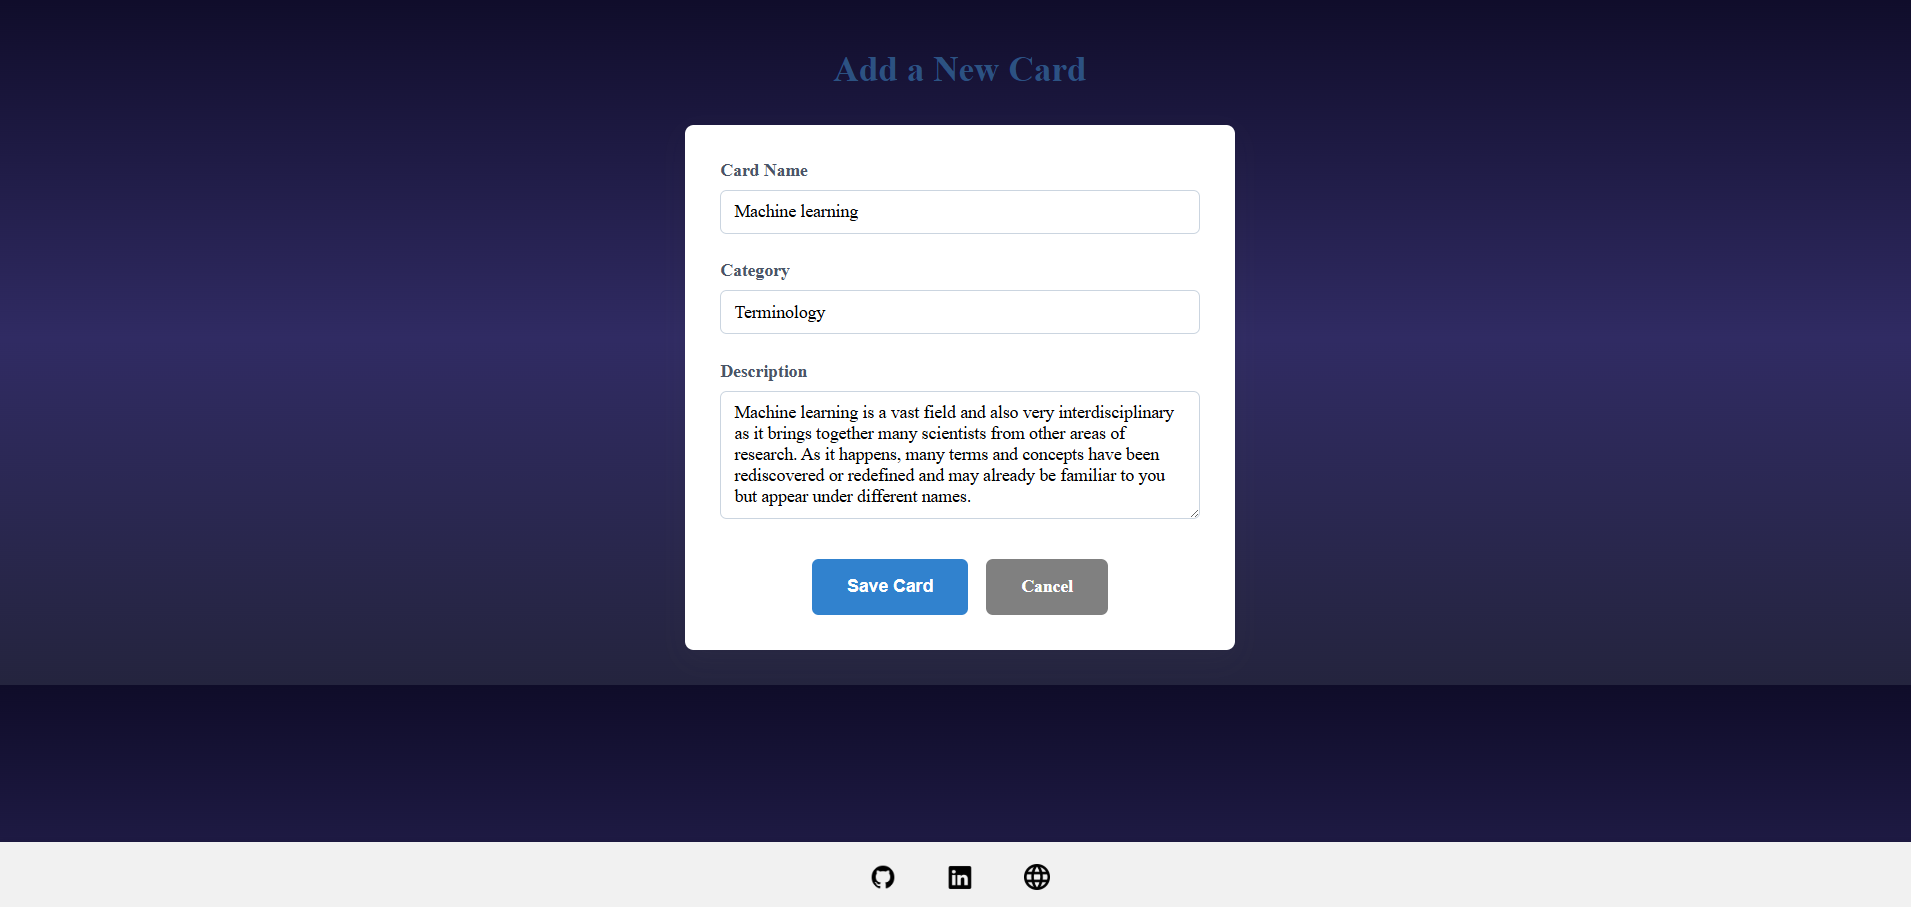 Add a New Card
Card Name
Machine learning
Category
Terminology
Description
Machine learning is a vast field and also very interdisciplinary
as it brings together many scientists from other areas of
research. As it happens, many terms and concepts have been
rediscovered or redefined and may already be familiar to you
but appear under different names.
Save Card
Cancel
in